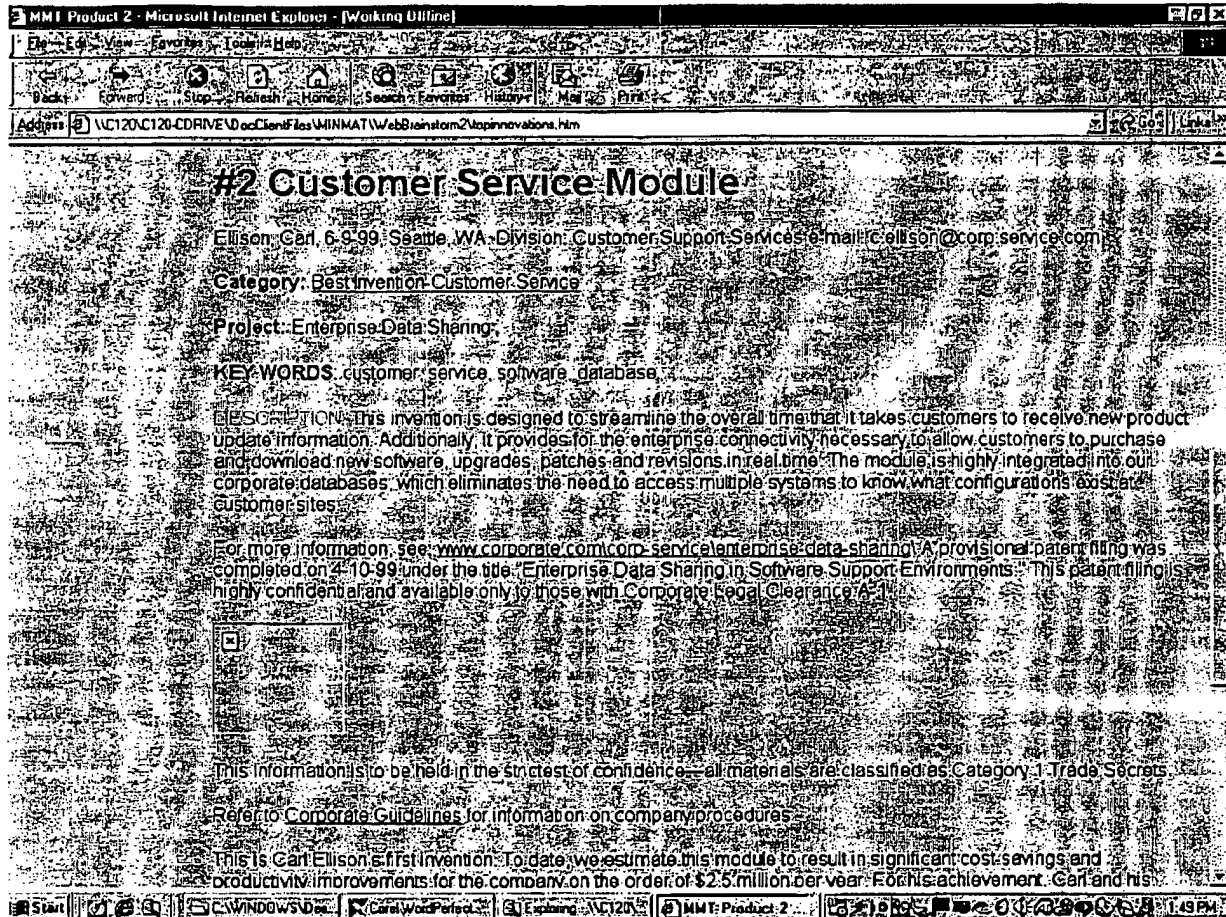 MMT Product 2 - Microsoft Internet Explorer - [Working Offline]
File Edit View Favorites Tools Help
Back Forward Stop Refresh Home Search Favorites History Mail Print
Address \\C120\C120-CDRIVE\DocClientFiles\MINMAT\WebBrainstorm2\topinnovations.htm Go Links
#2 Customer Service Module
Ellison, Carl, 6-9-99, Seattle, WA, Division: Customer Support Services e-mail: c.ellison@corp.service.com
Category: Best Invention-Customer Service
Project: Enterprise Data Sharing
KEY WORDS: customer, service, software, database
DESCRIPTION: This invention is designed to streamline the overall time that it takes customers to receive new product
update information. Additionally, it provides for the enterprise connectivity necessary to allow customers to purchase
and download new software, upgrades, patches and revisions in real time. The module is highly integrated into our
corporate databases, which eliminates the need to access multiple systems to know what configurations exist at
customer sites.
For more information, see: www.corporate.com\corp-service\enterprise-data-sharing\ A provisional patent filing was
completed on 4-10-99 under the title, "Enterprise Data Sharing in Software Support Environments." This patent filing is
highly confidential and available only to those with Corporate Legal Clearance A-1.
This information is to be held in the strictest of confidence—all materials are classified as Category 1 Trade Secrets.
Refer to Corporate Guidelines for information on company procedures
This is Carl Ellison's first invention. To date, we estimate this module to result in significant cost-savings and
productivity improvements for the company on the order of $2.5 million per year. For his achievement, Carl and his
Start C:\WINDOWS\Des... Corel WordPerfect... Exploring - \\C120\... MMT Product 2 - ... 1:49 PM